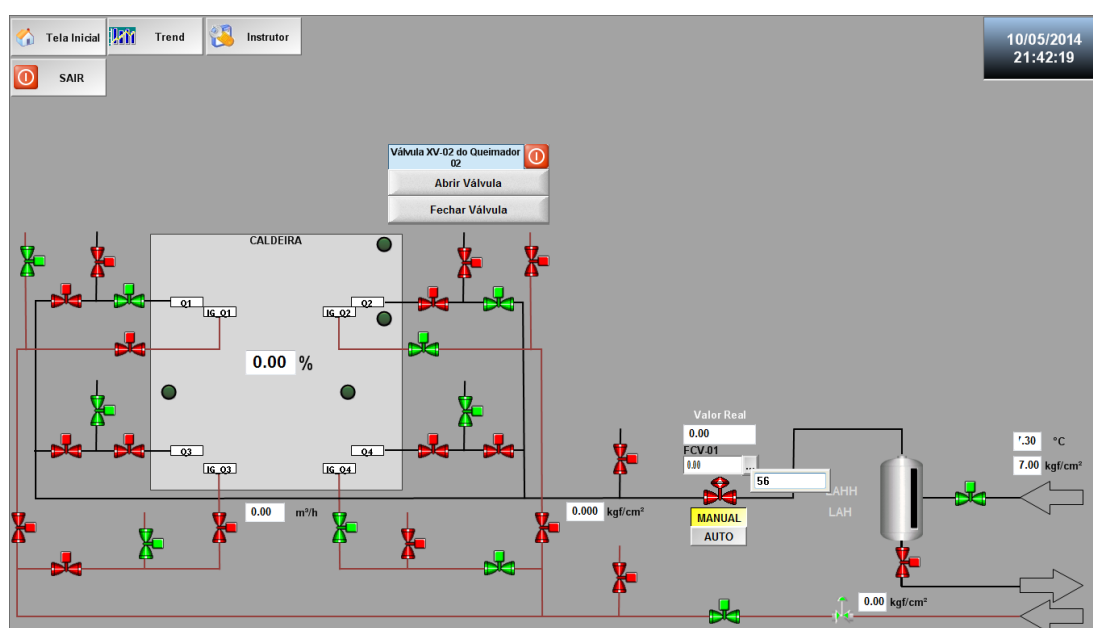 Tela Inicial
Trend
Instrutor
10/05/2014
21:42:19
SAIR
Válvula XV-02 do Queimador
02
Abrir Válvula
Fechar Válvula
CALDEIRA
Q1
IG_Q1
Q2
IG_Q2
0.00 %
Valor Real
0.00
FCV-01
0.00
...
56
°C
7.00 kgf/cm²
Q3
IG_Q3
Q4
IG_Q4
LAHH
LAH
0.00 m³/h
0.000 kgf/cm²
MANUAL
AUTO
0.00 kgf/cm²